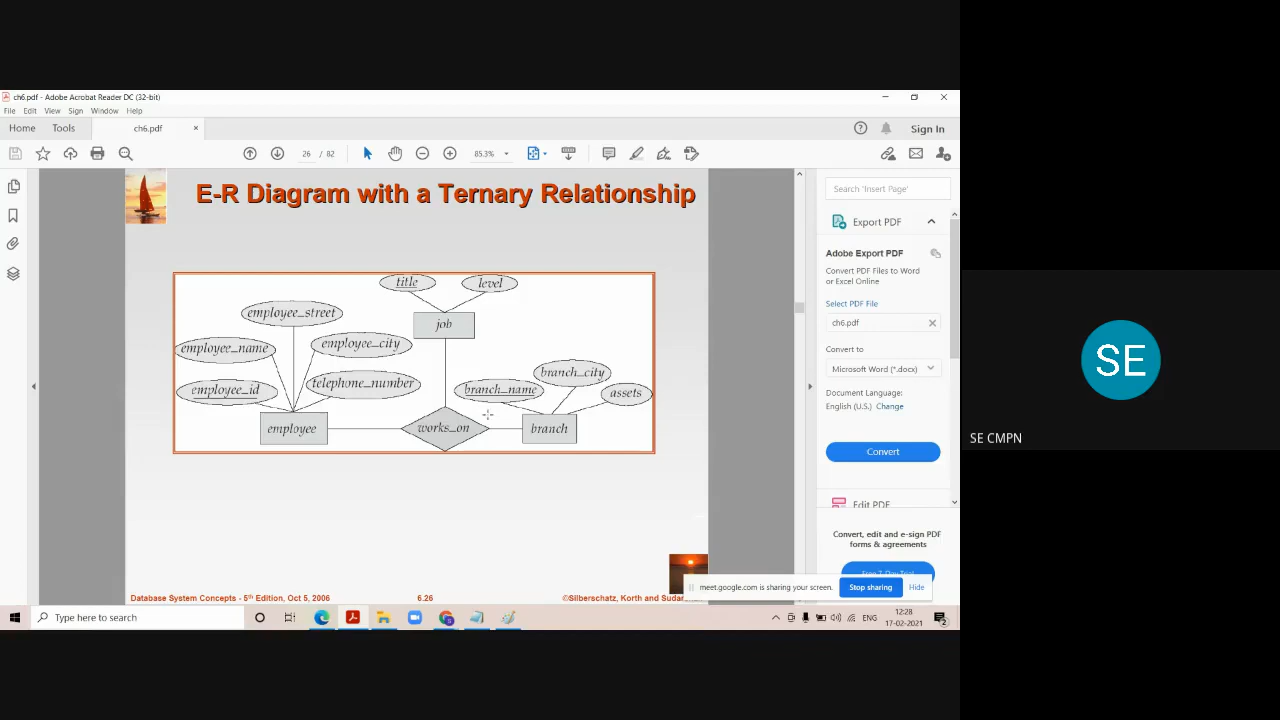 ch6.pdf - Adobe Acrobat Reader DC (32-bit)
File Edit View Sign Window Help
Home Tools ch6.pdf × Sign In
26 / 82 85.3%
E-R Diagram with a Ternary Relationship
title level
employee_street
job
employee_name employee_city
employee_id telephone_number
branch_city
branch_name assets
employee works_on branch
Database System Concepts - 5th Edition, Oct 5, 2006 6.26 ©Silberschatz, Korth and
Search 'Insert Page'
Export PDF
Adobe Export PDF
Convert PDF Files to Word
or Excel Online
Select PDF File
ch6.pdf
Convert to
Microsoft Word (*.docx)
Document Language:
English (U.S.) Change
Convert
Edit PDF
Convert, edit and e-sign PDF
forms & agreements
meet.google.com is sharing your screen. Stop sharing Hide
Type here to search
ENG
12:28
17-02-2021
2
SE
SE CMPN